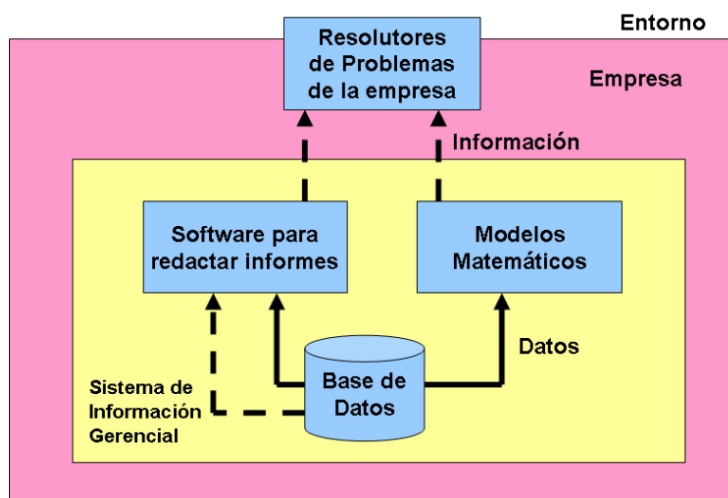 Entorno
Resolutores
de Problemas
de la empresa
Empresa
Información
Software para
redactar informes
Modelos
Matemáticos
Datos
Base de
Datos
Sistema de
Información
Gerencial